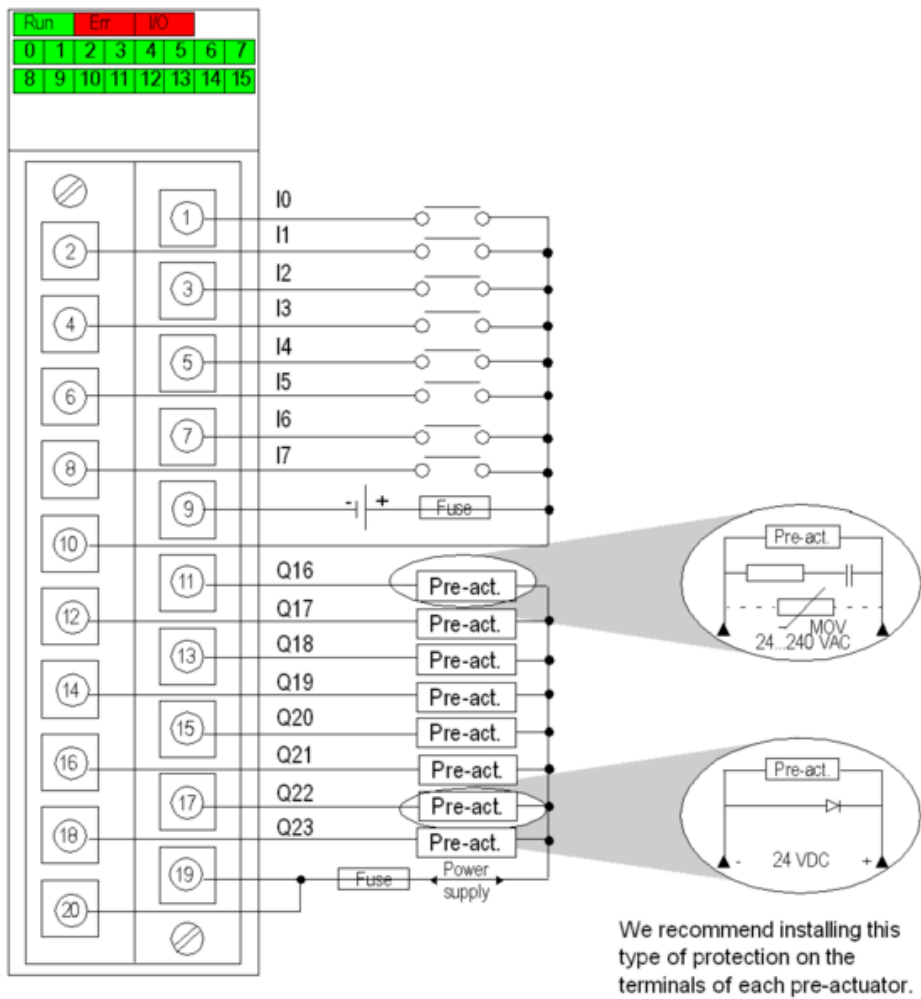 Run Err I/O
0 1 2 3 4 5 6 7
8 9 10 11 12 13 14 15
1 I0
2 I1
3 I2
4 I3
5 I4
6 I5
7 I6
8 I7
9 - + Fuse
10
11 Q16 Pre-act.
12 Q17 Pre-act.
13 Q18 Pre-act.
14 Q19 Pre-act.
15 Q20 Pre-act.
16 Q21 Pre-act.
17 Q22 Pre-act.
18 Q23 Pre-act.
19 Fuse Power
supply
20
Pre-act.
MOV
24...240 VAC
Pre-act.
- 24 VDC +
We recommend installing this
type of protection on the
terminals of each pre-actuator.